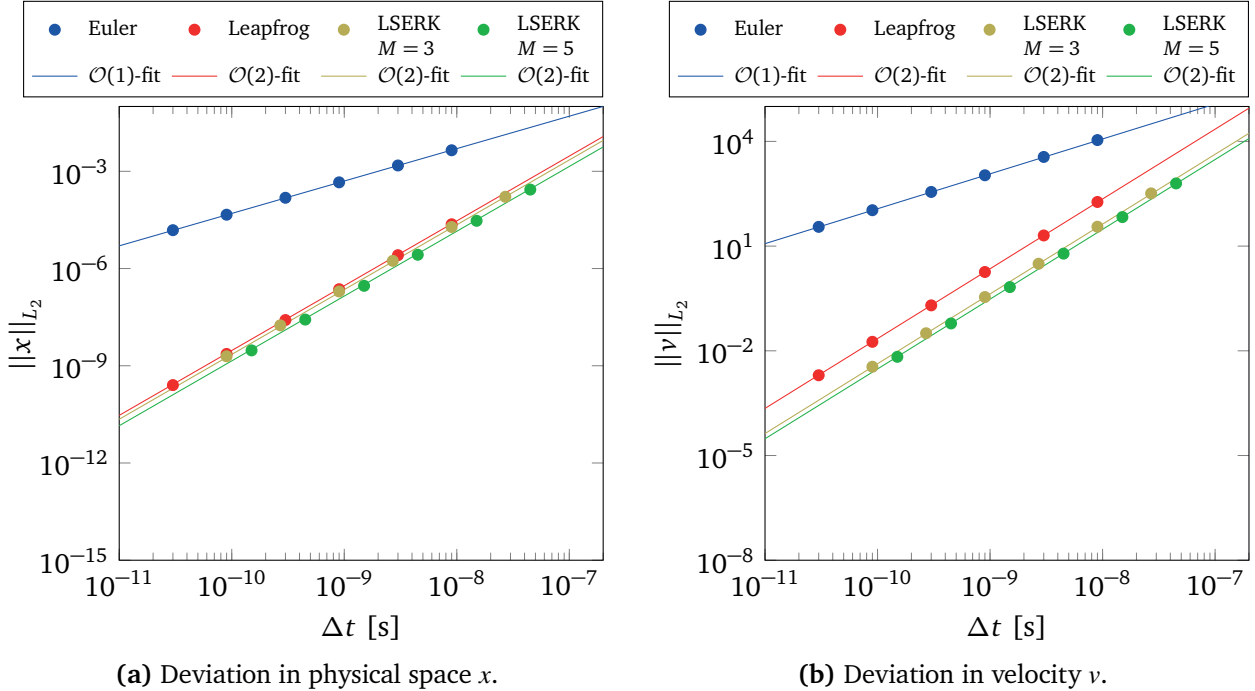 Euler Leapfrog LSERK M = 3 LSERK M = 5
O(1)-fit O(2)-fit O(2)-fit O(2)-fit
10^−3
10^−6
10^−9
10^−12
10^−15
||x||_{L_2}
10^−11 10^−10 10^−9 10^−8 10^−7
Δt [s]
(a) Deviation in physical space x.
Euler Leapfrog LSERK M = 3 LSERK M = 5
O(1)-fit O(2)-fit O(2)-fit O(2)-fit
10^4
10^1
10^−2
10^−5
10^−8
||v||_{L_2}
10^−11 10^−10 10^−9 10^−8 10^−7
Δt [s]
(b) Deviation in velocity v.